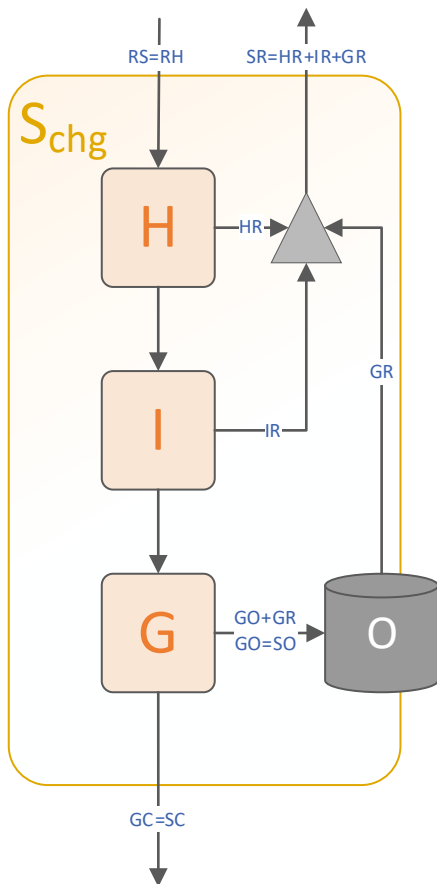 RS=RH
SR=HR+IR+GR
Schg
H
HR
GR
I
IR
G
GO+GR
GO=SO
O
GC=SC